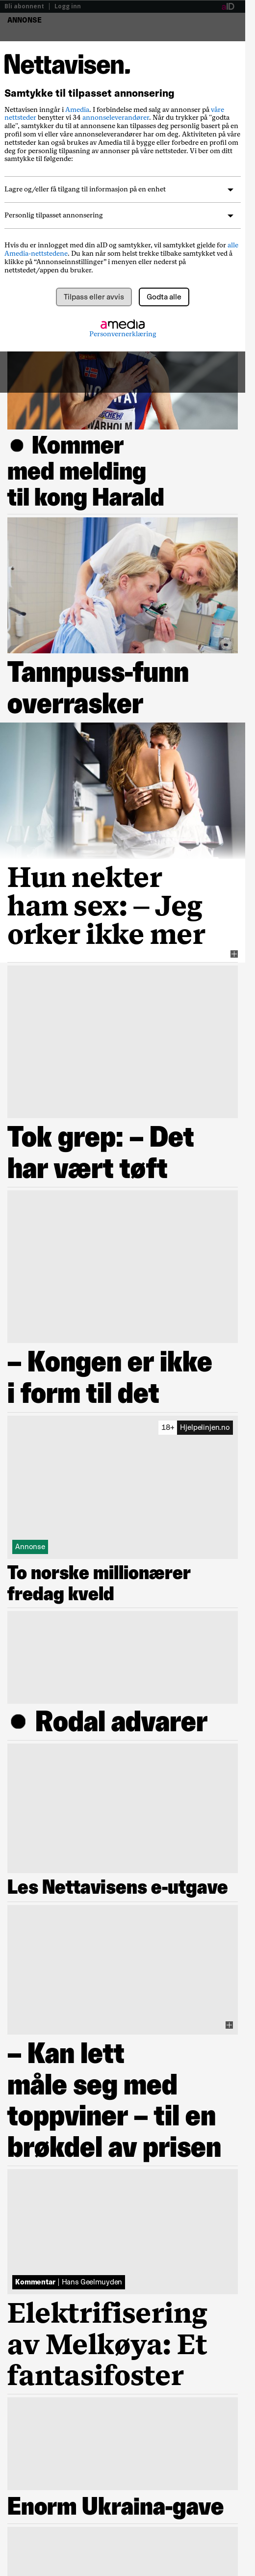 Bli abonnent | Logg inn
aID
ANNONSE
Nettavisen.
Samtykke til tilpasset annonsering
Nettavisen inngår i Amedia. I forbindelse med salg av annonser på våre
nettsteder benytter vi 34 annonseleverandører. Når du trykker på "godta
alle", samtykker du til at annonsene kan tilpasses deg personlig basert på en
profil som vi eller våre annonseleverandører har om deg. Aktiviteten på våre
nettsteder kan også brukes av Amedia til å bygge eller forbedre en profil om
deg for personlig tilpasning av annonser på våre nettsteder. Vi ber om ditt
samtykke til følgende:
Lagre og/eller få tilgang til informasjon på en enhet
Personlig tilpasset annonsering
Hvis du er innlogget med din aID og samtykker, vil samtykket gjelde for alle
Amedia-nettstedene. Du kan når som helst trekke tilbake samtykket ved å
klikke på “Annonseinnstillinger” i menyen eller nederst på
nettstedet/appen du bruker.
Tilpass eller avvis
Godta alle
amedia
Personvernerklæring
NORWAY
WARHOLM
● Kommer
med melding
til kong Harald
Tannpuss-funn
overrasker
Hun nekter
ham sex: – Jeg
orker ikke mer
Tok grep: – Det
har vært tøft
– Kongen er ikke
i form til det
18+ Hjelpelinjen.no
Annonse
To norske millionærer
fredag kveld
● Rodal advarer
Les Nettavisens e-utgave
– Kan lett
måle seg med
toppviner – til en
brøkdel av prisen
Kommentar | Hans Geelmuyden
Elektrifisering
av Melkøya: Et
fantasifoster
Enorm Ukraina-gave